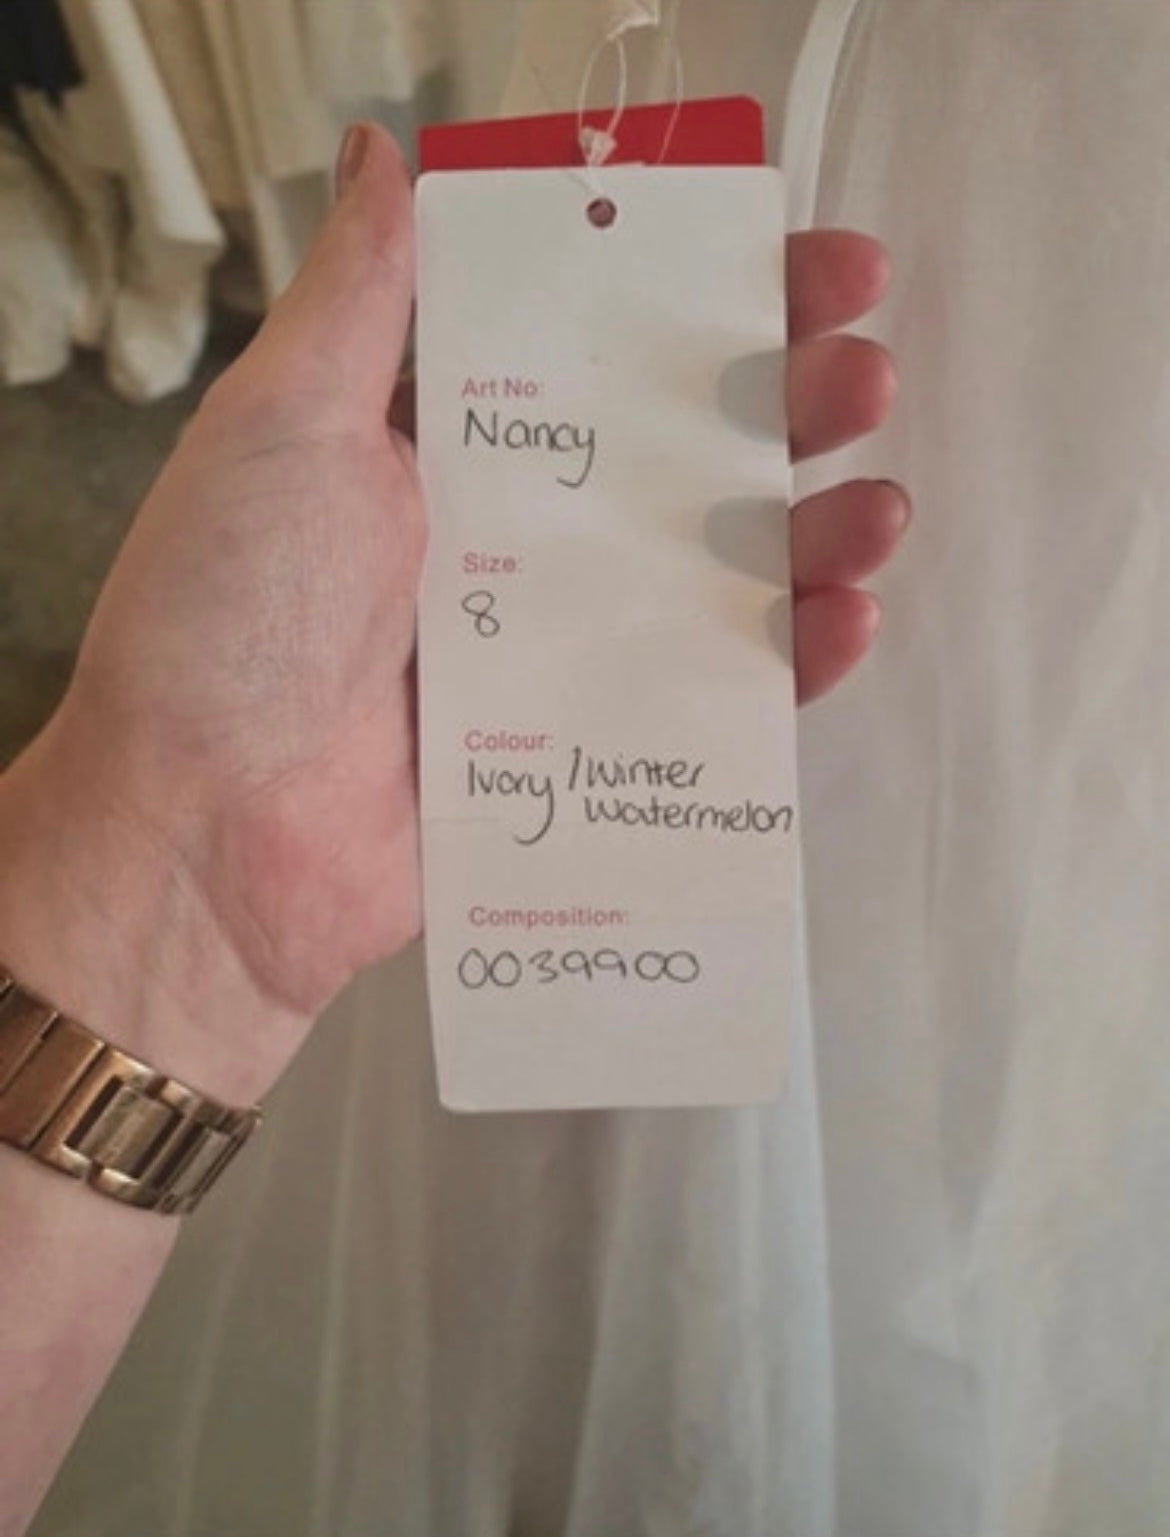 Art No:
Nancy
Size:
8
Colour:
Ivory / Winter
Watermelon
Composition:
0039900